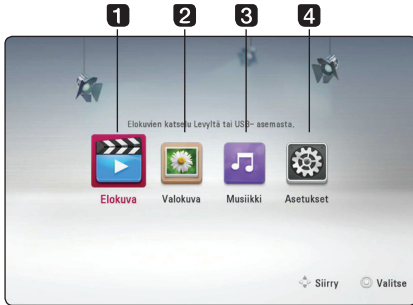 1 2 3 4
Elokuvien katselu Levyltä tai USB- asemasta.
Elokuva Valokuva Musiikki Asetukset
Siirry Valitse